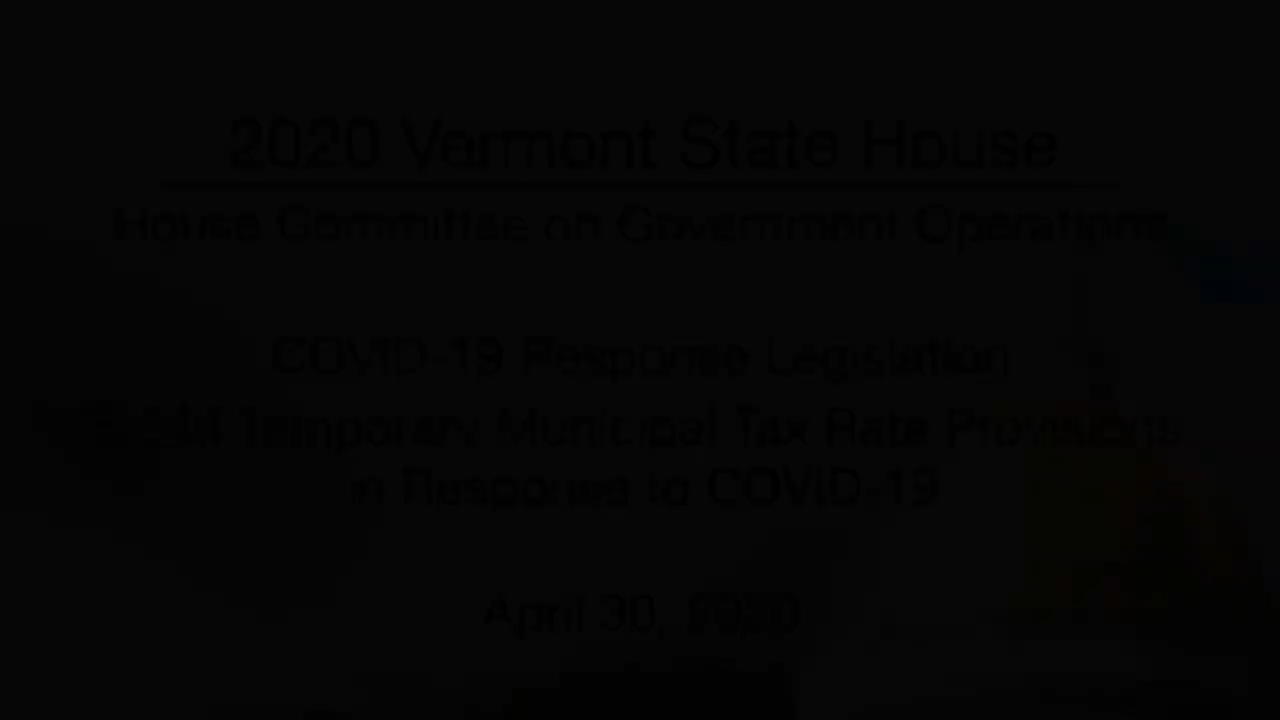 2020 Vermont State House
House Committee on Government Operations
COVID-19 Response Legislation
Temporary Municipal Tax Rate Provisions
in Response to COVID-19
April 30, 2020